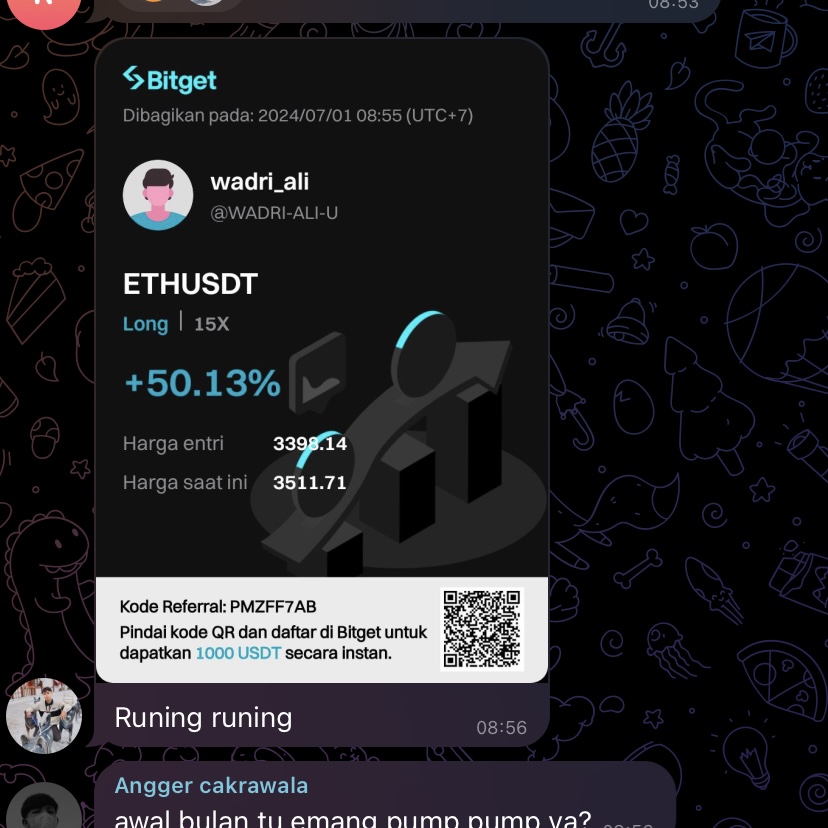 08:53
Bitget
Dibagikan pada: 2024/07/01 08:55 (UTC+7)
wadri_ali
@WADRI-ALI-U
ETHUSDT
Long | 15X
+50.13%
Harga entri 3398.14
Harga saat ini 3511.71
Kode Referral: PMZFF7AB
Pindai kode QR dan daftar di Bitget untuk
dapatkan 1000 USDT secara instan.
Runing runing
08:56
Angger cakrawala
awal bulan tu emang pump pump ya?